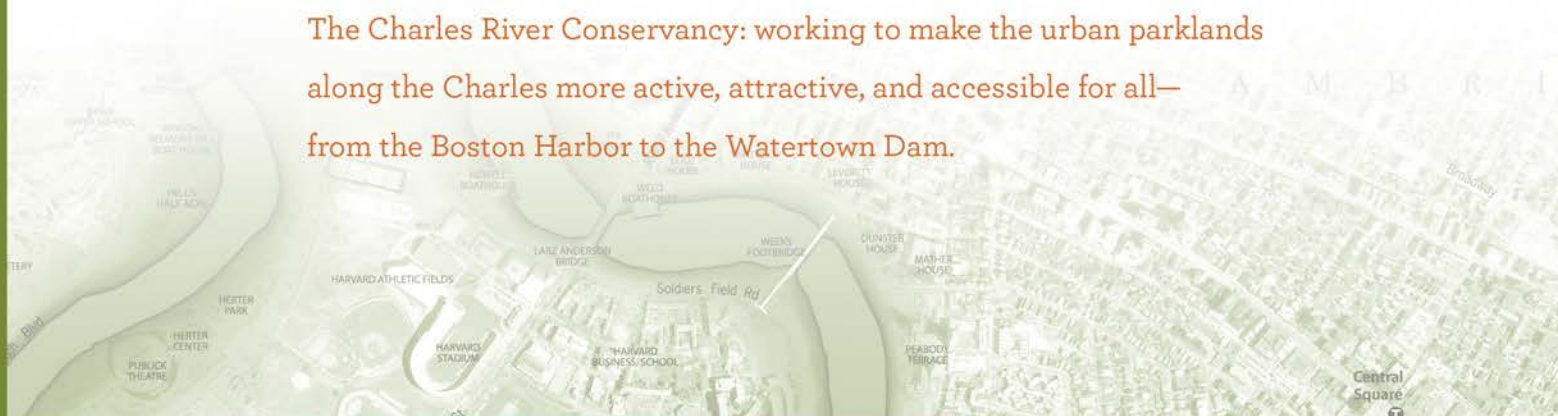 The Charles River Conservancy: working to make the urban parklands
along the Charles more active, attractive, and accessible for all—
from the Boston Harbor to the Watertown Dam.
C A M B R I
HELL'S
HALF ACRE
NEWELL
BOATHOUSE
WELD
BOATHOUSE
LEVERETT
HOUSE
Broadway
LARZ ANDERSON
BRIDGE
WEEKS
FOOTBRIDGE
DUNSTER
HOUSE
MATHER
HOUSE
HARVARD ATHLETIC FIELDS
Soldiers Field Rd
HERTER
PARK
HERTER
CENTER
PUBLICK
THEATRE
HARVARD
STADIUM
HARVARD
BUSINESS SCHOOL
PEABODY
TERRACE
Central
Square
T